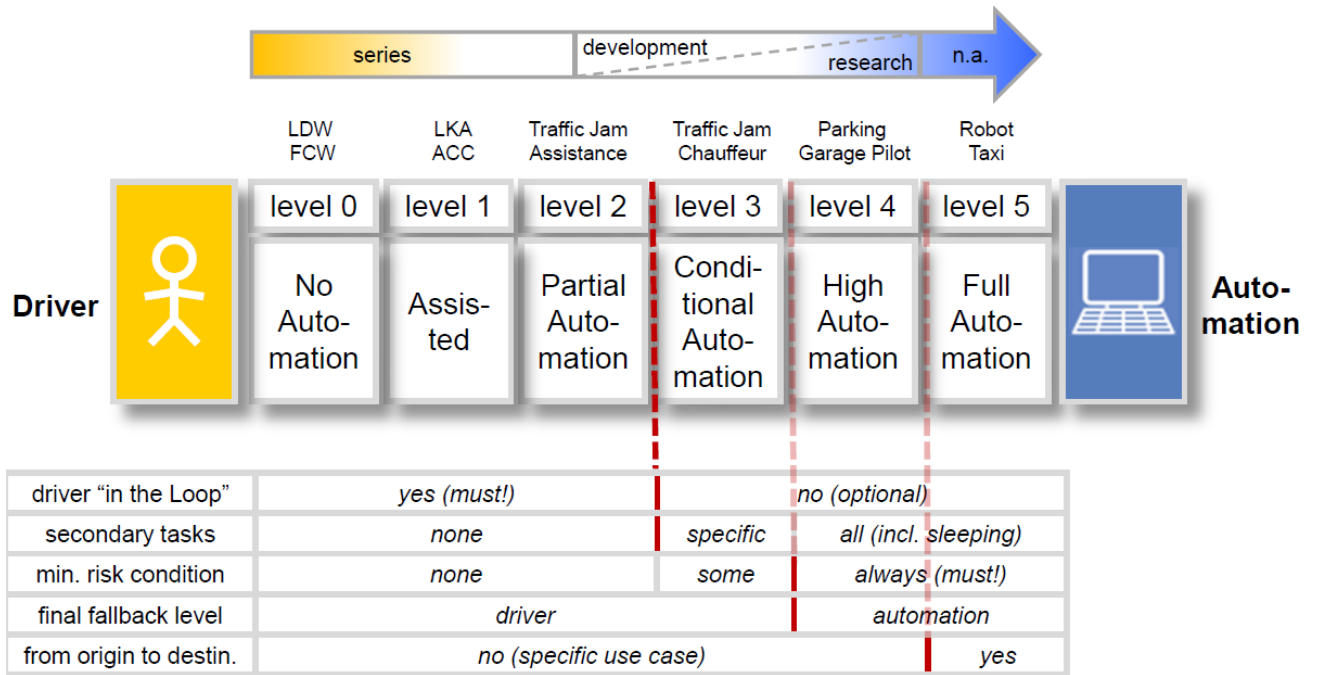 series
development
research
n.a.
LDW
FCW
LKA
ACC
Traffic Jam
Assistance
Traffic Jam
Chauffeur
Parking
Garage Pilot
Robot
Taxi
level 0
level 1
level 2
level 3
level 4
level 5
Driver
No
Auto-
mation
Assis-
ted
Partial
Auto-
mation
Condi-
tional
Auto-
mation
High
Auto-
mation
Full
Auto-
mation
Auto-
mation
driver “in the Loop” yes (must!) no (optional)
secondary tasks none specific all (incl. sleeping)
min. risk condition none some always (must!)
final fallback level driver automation
from origin to destin. no (specific use case) yes